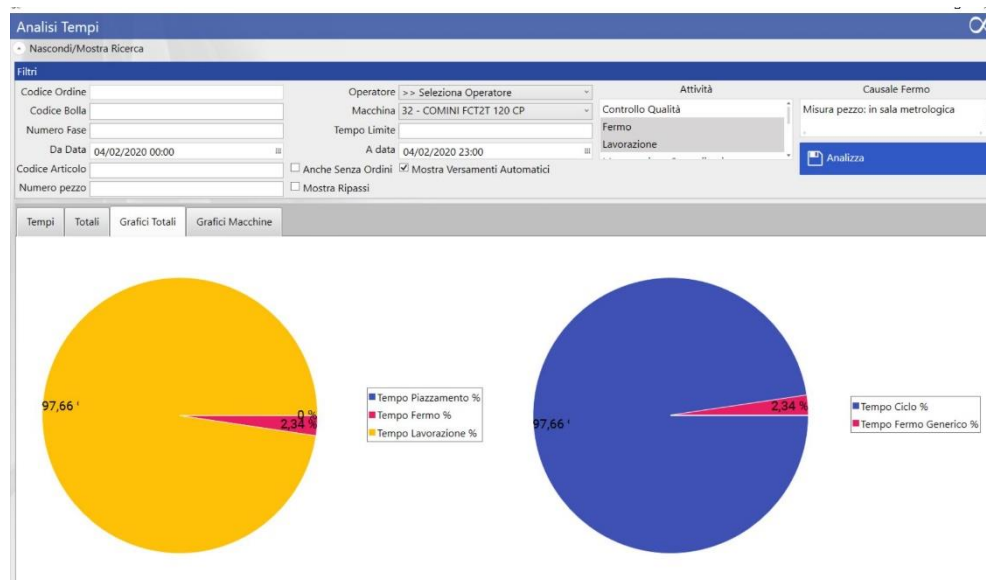 Analisi Tempi
Nascondi/Mostra Ricerca
Filtri
Codice Ordine
Codice Bolla
Numero Fase
Da Data 04/02/2020 00:00
Codice Articolo
Numero pezzo
Operatore >> Seleziona Operatore
Macchina 32 - COMINI FCT2T 120 CP
Tempo Limite
A data 04/02/2020 23:00
Anche Senza Ordini Mostra Versamenti Automatici
Mostra Ripassi
Attività
Controllo Qualità
Fermo
Lavorazione
Causale Fermo
Misura pezzo: in sala metrologica
Analizza
Tempi Totali Grafici Totali Grafici Macchine
97,66
0 %
2,34 %
Tempo Piazzamento %
Tempo Fermo %
Tempo Lavorazione %
97,66
2,34 %
Tempo Ciclo %
Tempo Fermo Generico %